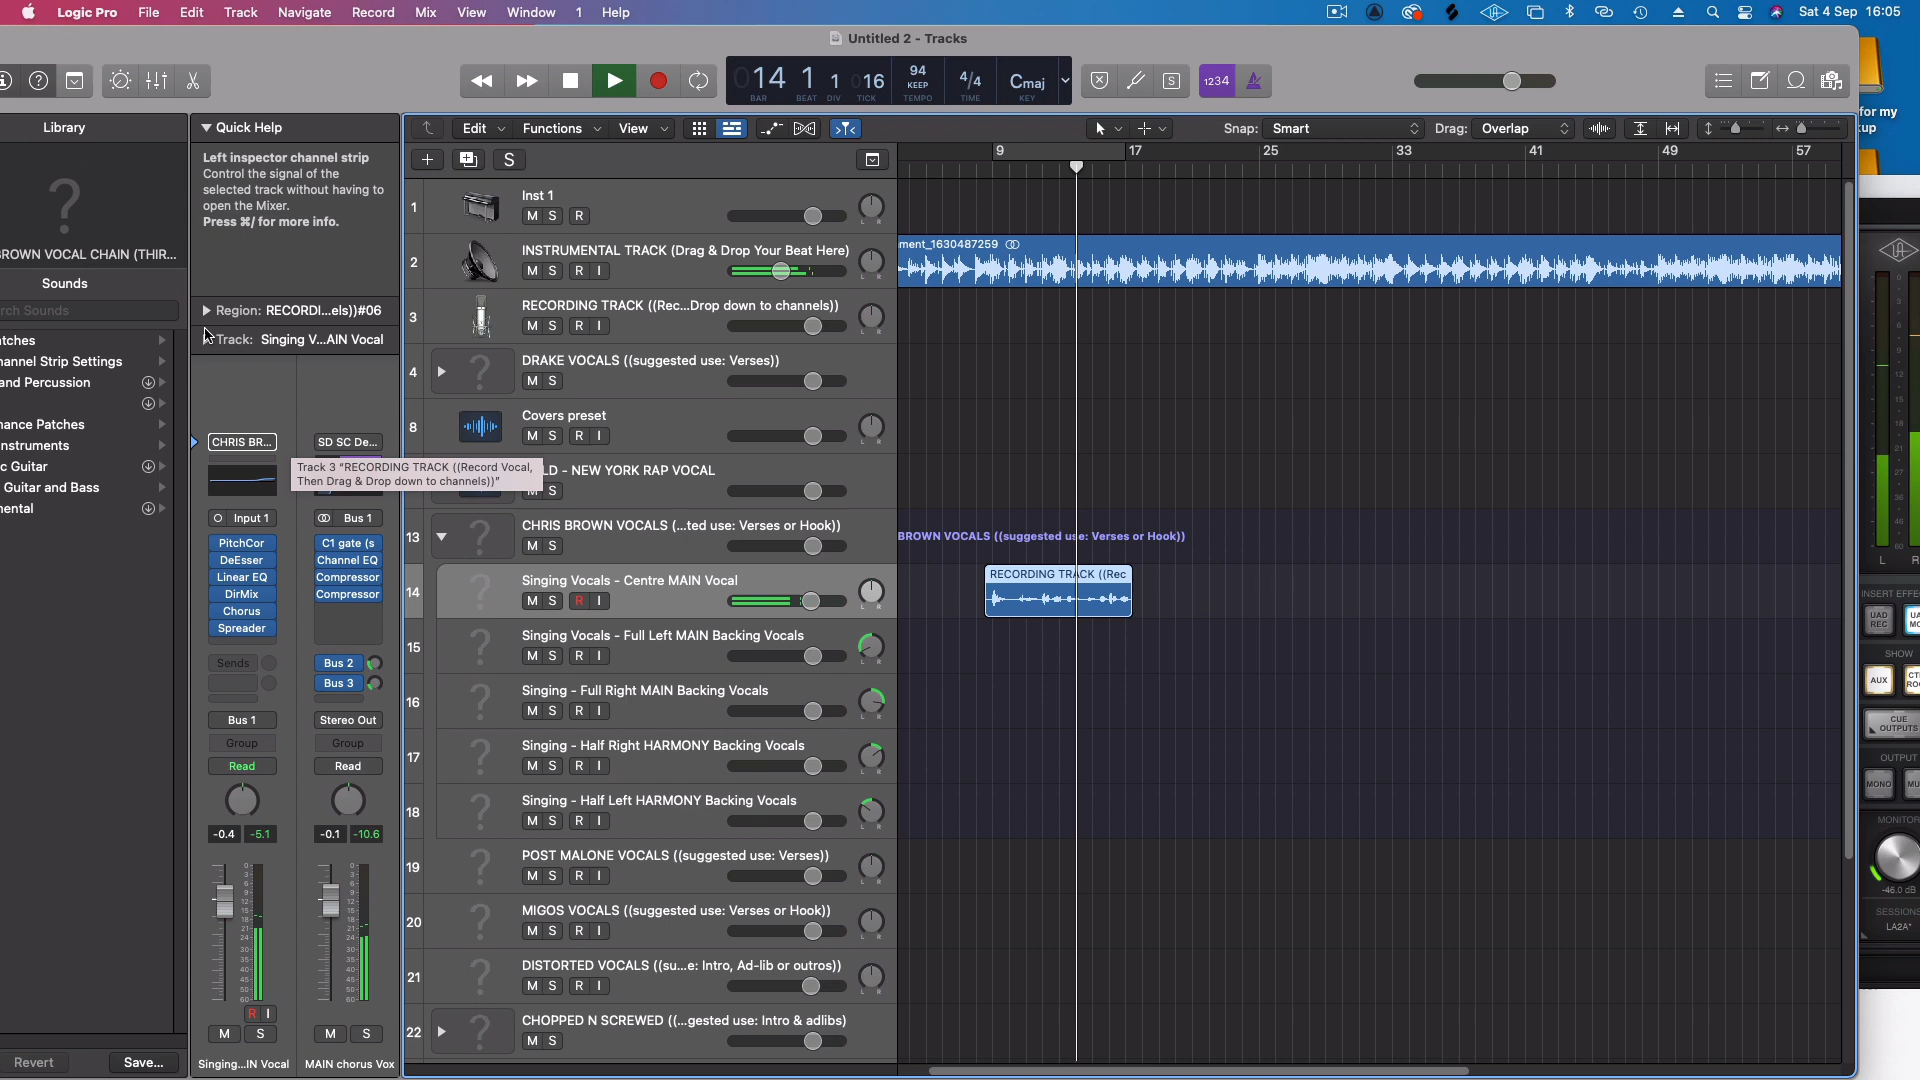 Logic Pro File Edit Track Navigate Record Mix View Window 1 Help
Sat 4 Sep 16:05
Untitled 2 - Tracks
14 1 1 016
BAR BEAT DIV TICK
94
KEEP
TEMPO
4/4
TIME
Cmaj
KEY
S
1234
for my
Library
BROWN VOCAL CHAIN (THIR...
Sounds
rch Sounds
atches
hannel Strip Settings
and Percussion
mance Patches
nstruments
c Guitar
Guitar and Bass
mental
Revert
Save...
Quick Help
Left inspector channel strip
Control the signal of the
selected track without having to
open the Mixer.
Press ⌘/ for more info.
Region: RECORDI...els))#06
Track: Singing V...AIN Vocal
CHRIS BR...
SD SC De...
Track 3 "RECORDING TRACK ((Record Vocal,
Then Drag & Drop down to channels))"
Input 1
Bus 1
PitchCor
DeEsser
Linear EQ
DirMix
Chorus
Spreader
C1 gate (s
Channel EQ
Compressor
Compressor
Sends
Bus 2
Bus 3
Bus 1
Stereo Out
Group
Group
Read
Read
-0.4 -5.1
-0.1 -10.6
R I
M S
M S
Singing...IN Vocal
MAIN chorus Vox
Edit Functions View
Snap: Smart
Drag: Overlap
S
9 17 25 33 41 49 57
1
Inst 1
M S R
2
INSTRUMENTAL TRACK (Drag & Drop Your Beat Here)
M S R I
ment_1630487259
3
RECORDING TRACK ((Rec...Drop down to channels))
M S R I
4
DRAKE VOCALS ((suggested use: Verses))
M S
8
Covers preset
M S R I
LD - NEW YORK RAP VOCAL
M S
13
CHRIS BROWN VOCALS (...ted use: Verses or Hook))
M S
BROWN VOCALS ((suggested use: Verses or Hook))
14
Singing Vocals - Centre MAIN Vocal
M S R I
RECORDING TRACK ((Rec
15
Singing Vocals - Full Left MAIN Backing Vocals
M S R I
16
Singing - Full Right MAIN Backing Vocals
M S R I
17
Singing - Half Right HARMONY Backing Vocals
M S R I
18
Singing - Half Left HARMONY Backing Vocals
M S R I
19
POST MALONE VOCALS ((suggested use: Verses))
M S R I
20
MIGOS VOCALS ((suggested use: Verses or Hook))
M S R I
21
DISTORTED VOCALS ((su...e: Intro, Ad-lib or outros))
M S R I
22
CHOPPED N SCREWED ((...gested use: Intro & adlibs)
M S
L R
INSERT EFFE
UAD
REC
SHOW
AUX
CUE
OUTPUTS
OUTPUT
MONO
MU
MONITOR
-46.0 dB
SESSIONS
LA2A*